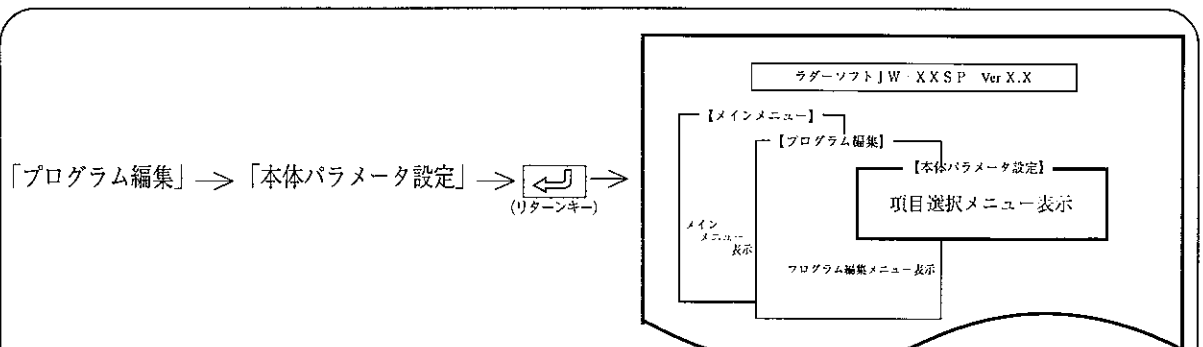 「プログラム編集」 → 「本体パラメータ設定」 → →
(リターンキー)
ラダーソフトJW-XXSP Ver X.X
【メインメニュー】
【プログラム編集】
【本体パラメータ設定】
項目選択メニュー表示
メイン
メニュー
表示
プログラム編集メニュー表示